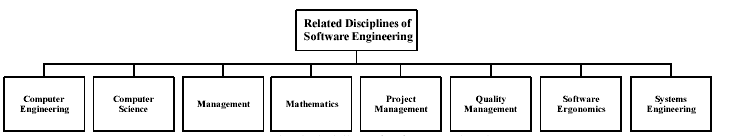 Related Disciplines of
Software Engineering
Computer
Engineering
Computer
Science
Management
Mathematics
Project
Management
Quality
Management
Software
Ergonomics
Systems
Engineering